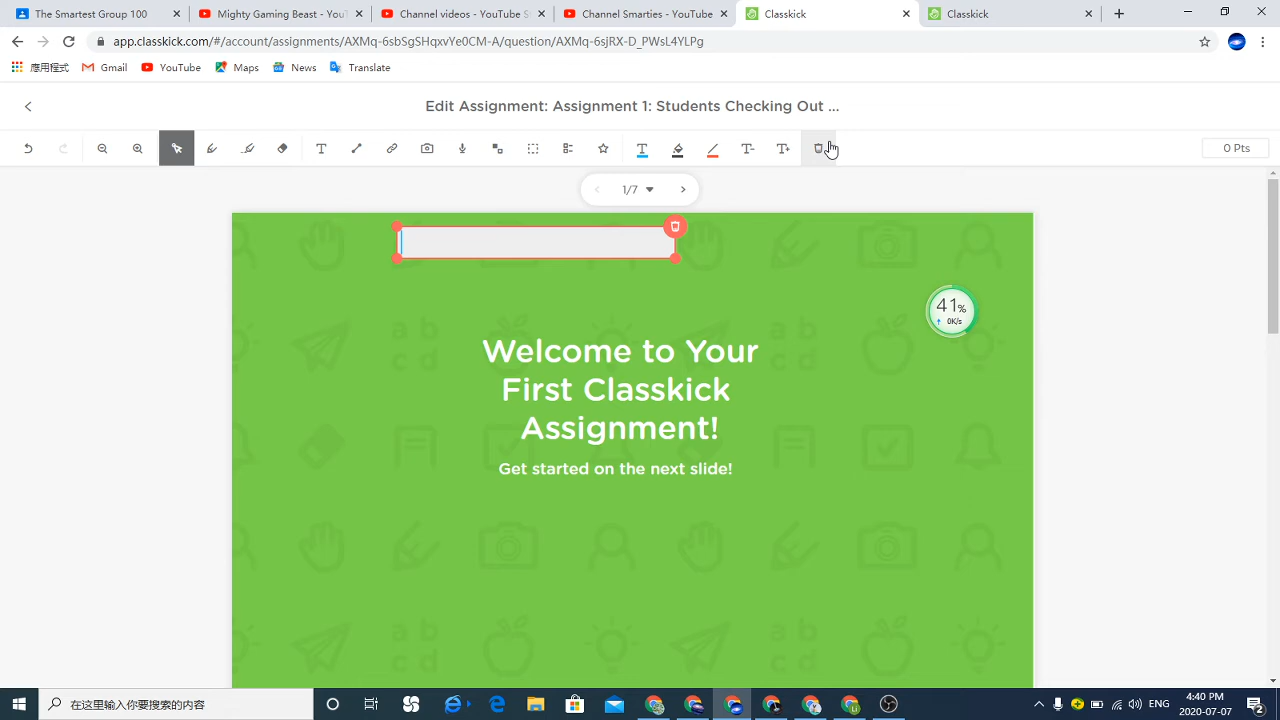 The Smartest Group 100
Mighty Gaming Beast - YouT
Channel videos - YouTube S
Channel Smarties - YouTube
Classkick
Classkick
app.classkick.com/#/account/assignments/AXMq-6sbSgSHqxvYe0CM-A/question/AXMq-6sjRX-D_PWsL4YLPg
應用程式
Gmail
YouTube
Maps
News
Translate
Edit Assignment: Assignment 1: Students Checking Out ...
T
T
T-
T+
0 Pts
1/7
41%
0K/s
a b
c d
a b
c d
Welcome to Your
First Classkick
Assignment!
Get started on the next slide!
a b
c d
a b
c d
在这里输入你要搜索的内容
4:40 PM
2020-07-07
2